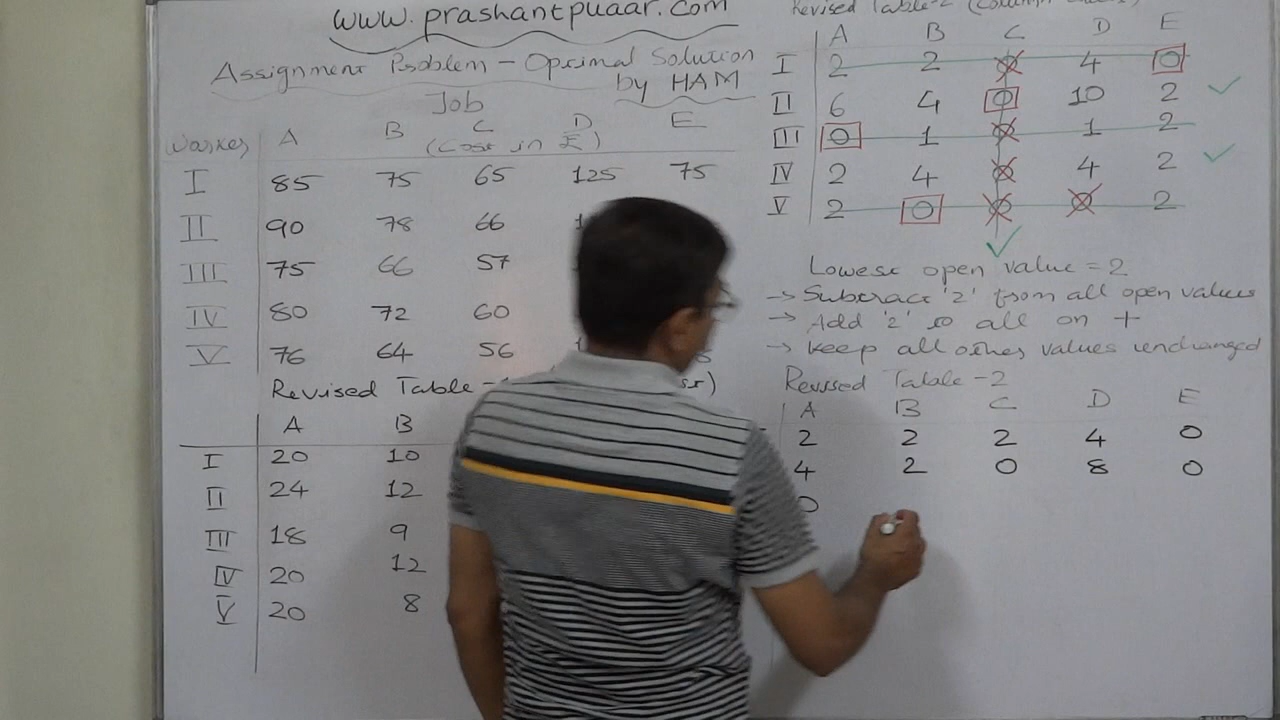 www.prashantpuaar.com
Assignment Problem - Optimal Solution
by HAM
Job
Worker A B C D E
(Cost in £)
I 85 75 65 125 75
II 90 78 66
III 75 66 57
IV 80 72 60
V 76 64 56
Revised Table-
A B
I 20 10
II 24 12
III 18 9
IV 20 12
V 20 8
Revised Table-2 (Column
A B C D E
I 2 2 0 4 0
II 6 4 0 10 2
III 0 1 0 1 2
IV 2 4 0 4 2
V 2 0 0 0 2
Lowest open value = 2
→ Subtract '2' from all open values
→ Add '2' to all on +
→ Keep all other values unchanged
Revised Table-2
A B C D E
2 2 2 4 0
4 2 0 8 0
0